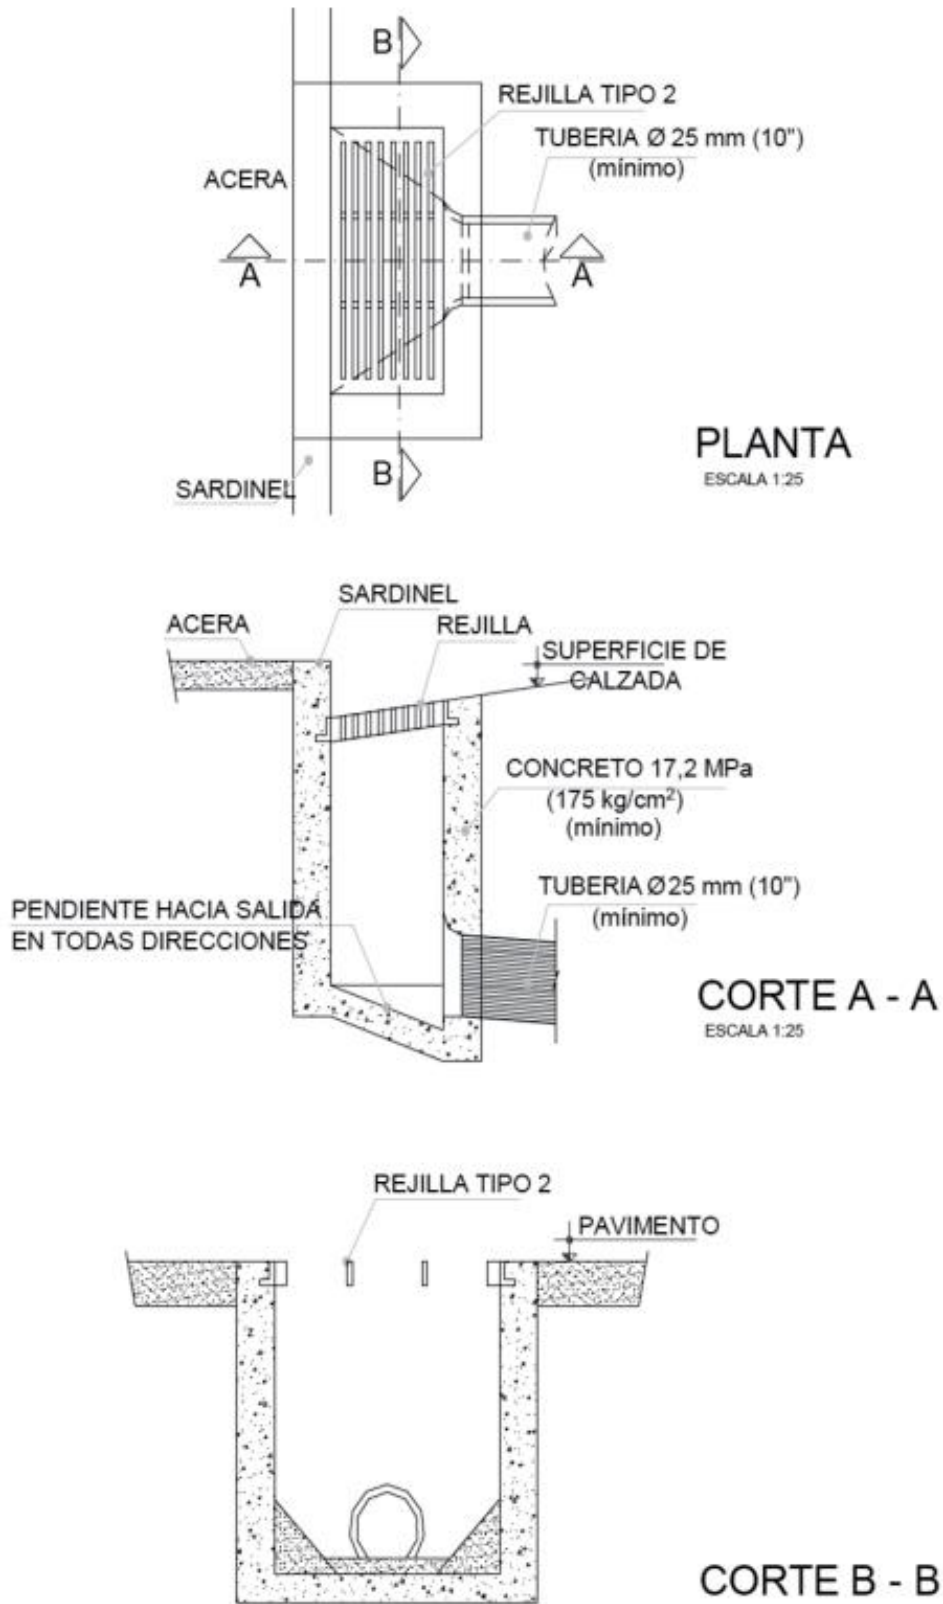 B
REJILLA TIPO 2
TUBERIA Ø 25 mm (10")
(mínimo)
ACERA
A
A
B
SARDINEL
PLANTA
ESCALA 1:25
SARDINEL
ACERA
REJILLA
SUPERFICIE DE
CALZADA
CONCRETO 17,2 MPa
(175 kg/cm²)
(mínimo)
TUBERIA Ø25 mm (10")
(mínimo)
PENDIENTE HACIA SALIDA
EN TODAS DIRECCIONES
CORTE A - A
ESCALA 1:25
REJILLA TIPO 2
PAVIMENTO
CORTE B - B